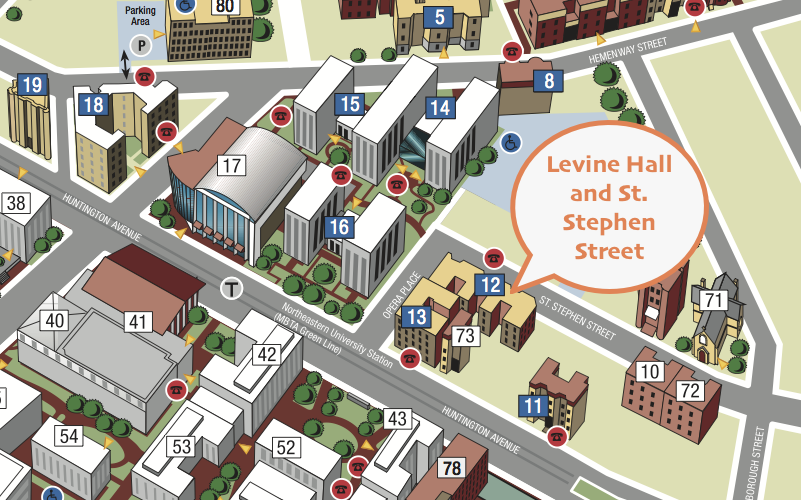 Parking
Area
80
P
5
HEMENWAY STREET
8
19
18
15
14
17
Levine Hall
and St.
Stephen
Street
38
HUNTINGTON AVENUE
16
T
OPERA PLACE
12
ST. STEPHEN STREET
71
40
41
Northeastern University Station
(MBTA Green Line)
13
73
42
10
72
11
HUNTINGTON AVENUE
43
54
53
52
78
BOROUGH STREET